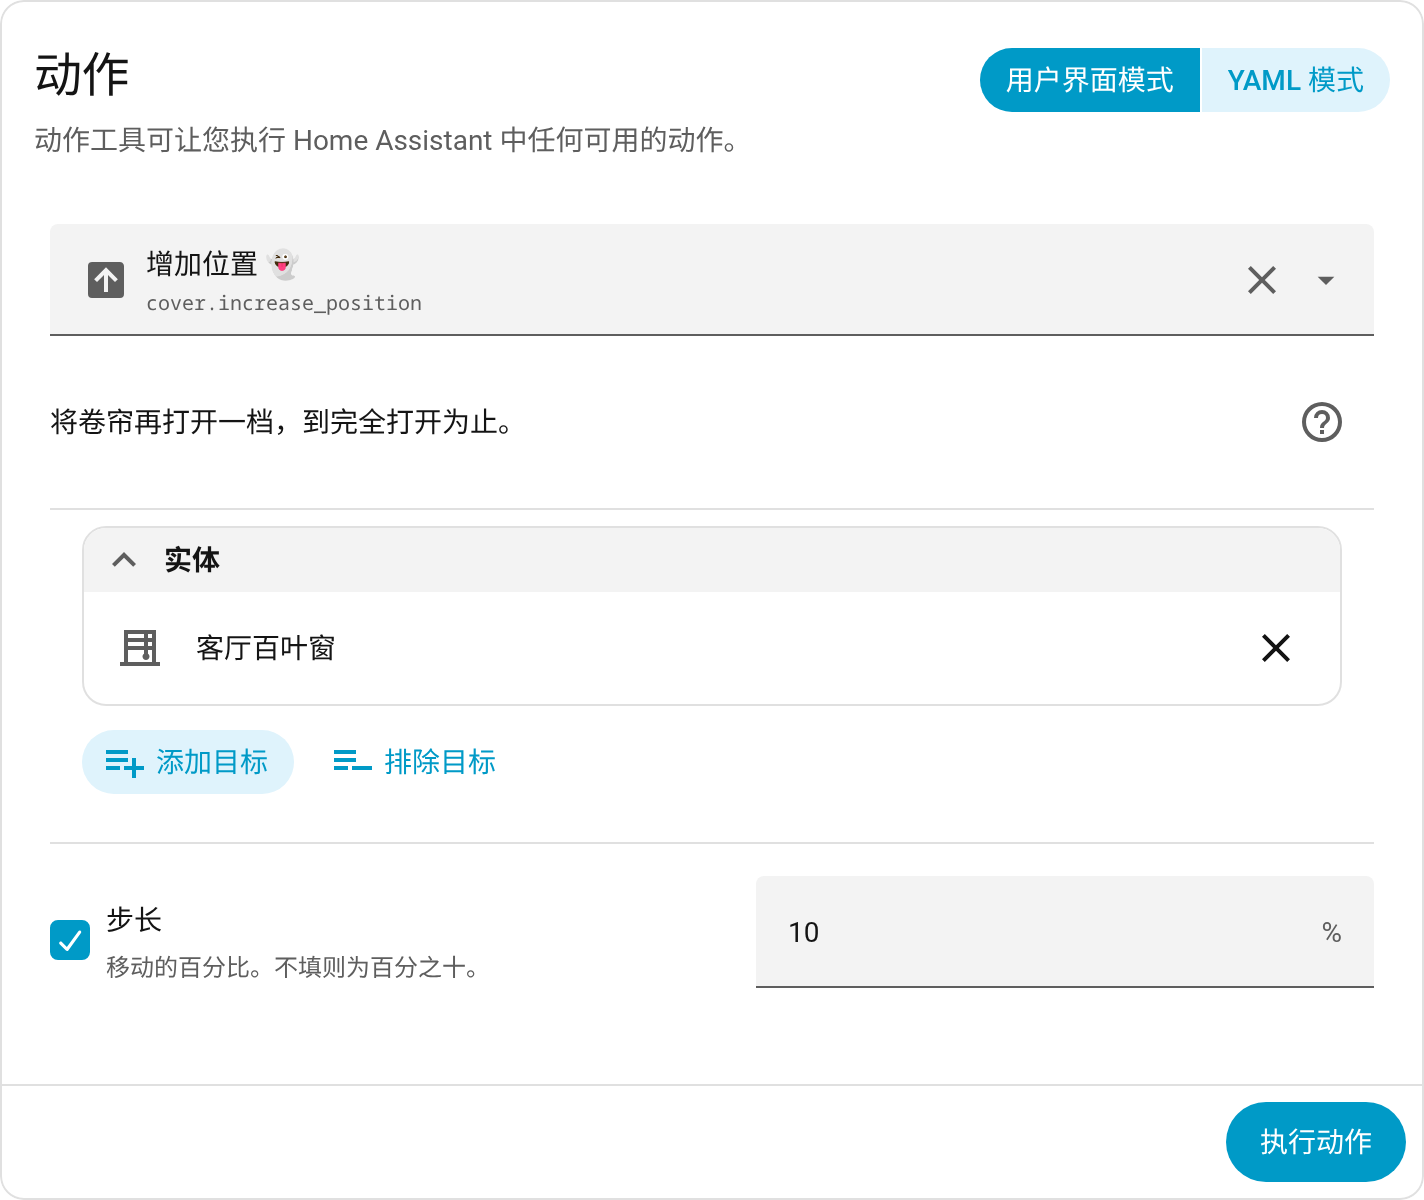 动作
用户界面模式
YAML 模式
动作工具可让您执行 Home Assistant 中任何可用的动作。
增加位置 👻
cover.increase_position
将卷帘再打开一档，到完全打开为止。
实体
客厅百叶窗
添加目标
排除目标
步长
移动的百分比。不填则为百分之十。
10
%
执行动作